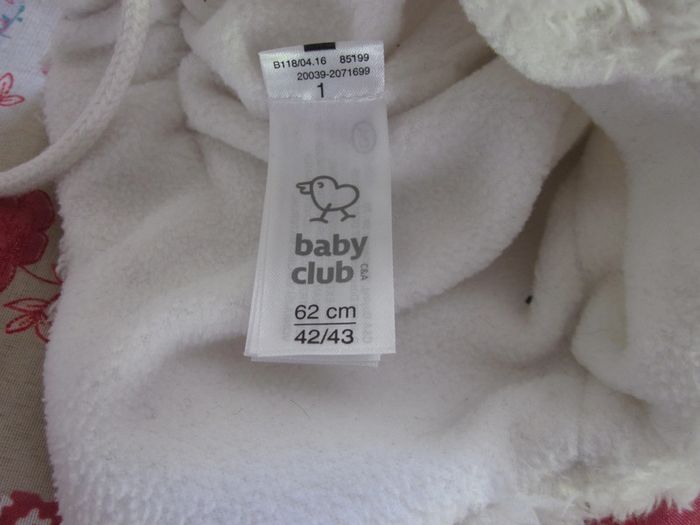 B118/04.16 85199
20039-2071699
1
baby
club
C&A
62 cm
42/43